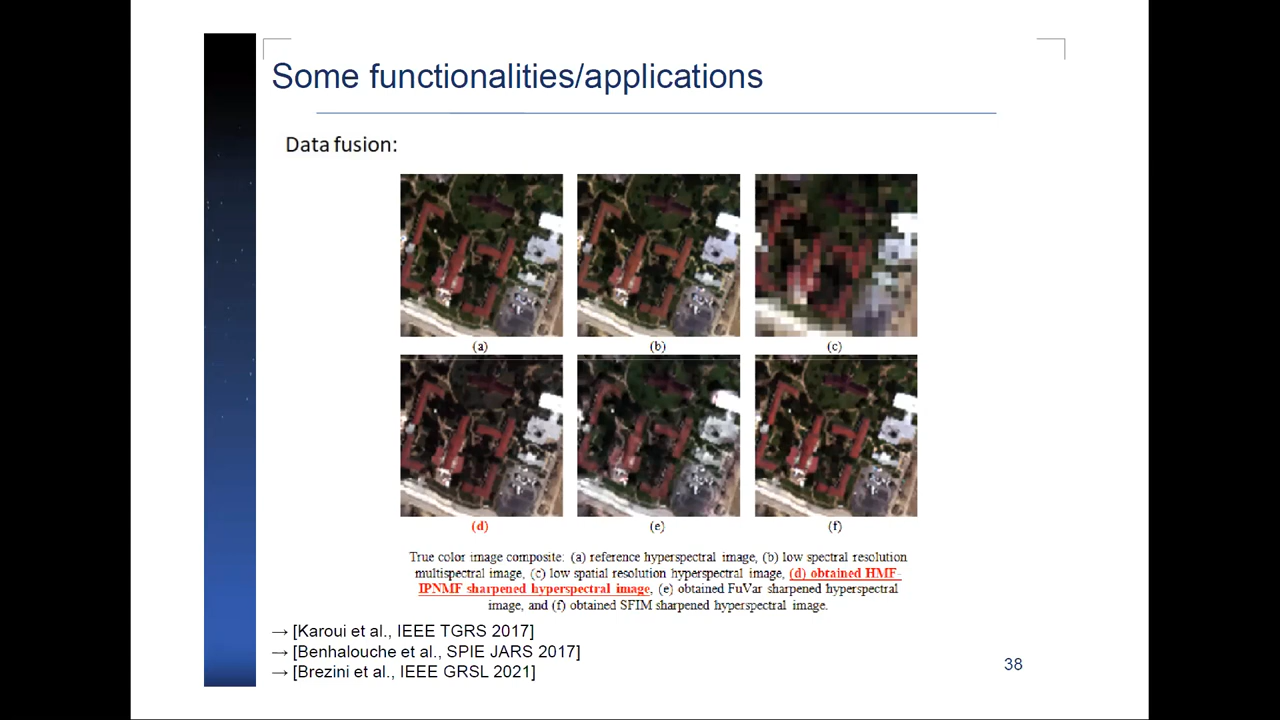 Some functionalities/applications
Data fusion:
(a)
(b)
(c)
(d)
(e)
(f)
True color image composite: (a) reference hyperspectral image, (b) low spectral resolution
multispectral image, (c) low spatial resolution hyperspectral image, (d) obtained HMF-
IPNMF sharpened hyperspectral image, (e) obtained FuVar sharpened hyperspectral
image, and (f) obtained SFIM sharpened hyperspectral image.
→ [Karoui et al., IEEE TGRS 2017]
→ [Benhalouche et al., SPIE JARS 2017]
→ [Brezini et al., IEEE GRSL 2021]
38